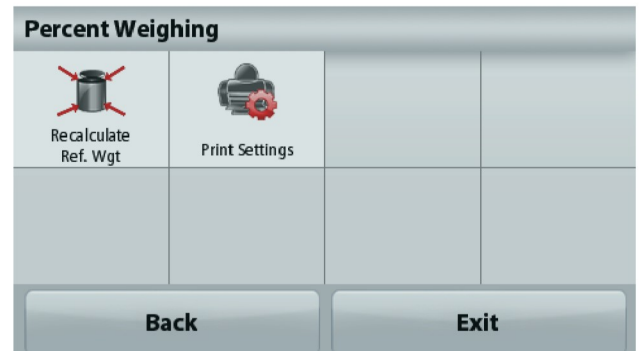 Percent Weighing
Recalculate
Ref. Wgt
Print Settings
Back
Exit